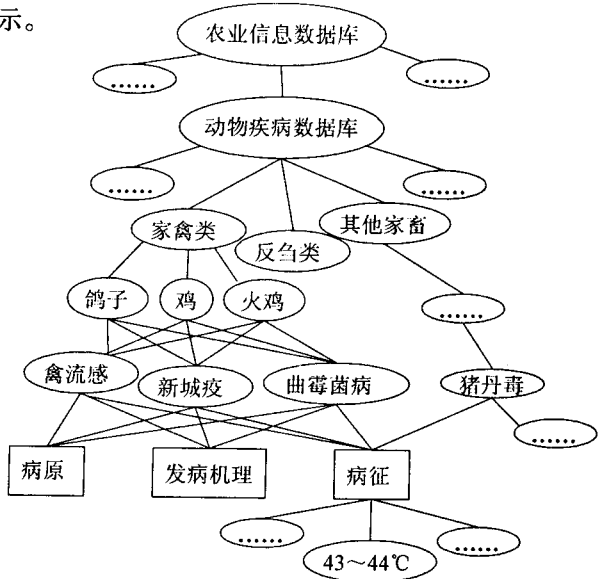 示。
农业信息数据库
......
......
动物疾病数据库
......
......
家禽类
反刍类
其他家畜
鸽子
鸡
火鸡
......
禽流感
新城疫
曲霉菌病
猪丹毒
......
病原
发病机理
病征
......
43～44℃
......